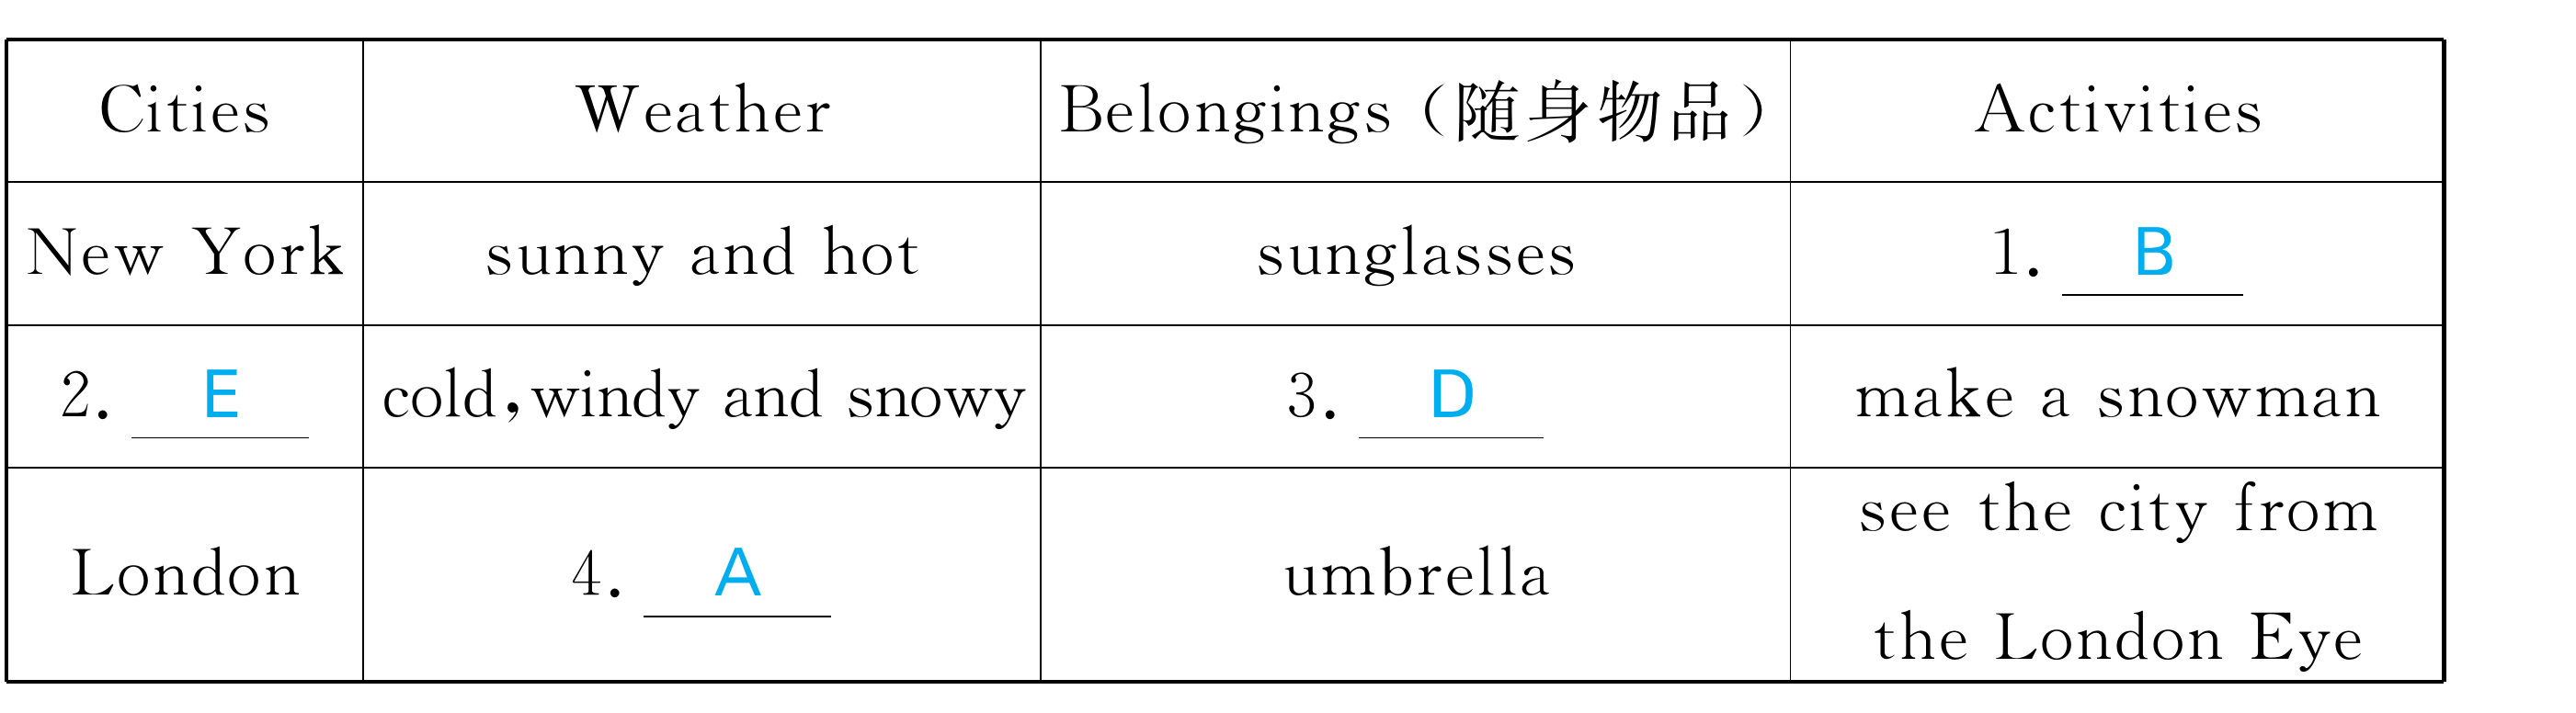 Cities Weather Belongings（随身物品） Activities
New York sunny and hot sunglasses 1. B
2. E cold,windy and snowy 3. D make a snowman
London 4. A umbrella see the city from
the London Eye